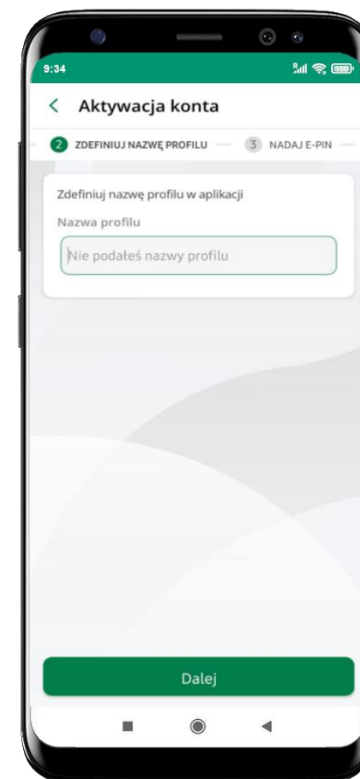 9:34
R
100
Aktywacja konta
2 ZDEFINIUJ NAZWĘ PROFILU
3 NADAJ E-PIN
Zdefiniuj nazwę profilu w aplikacji
Nazwa profilu
Nie podałeś nazwy profilu
Dalej